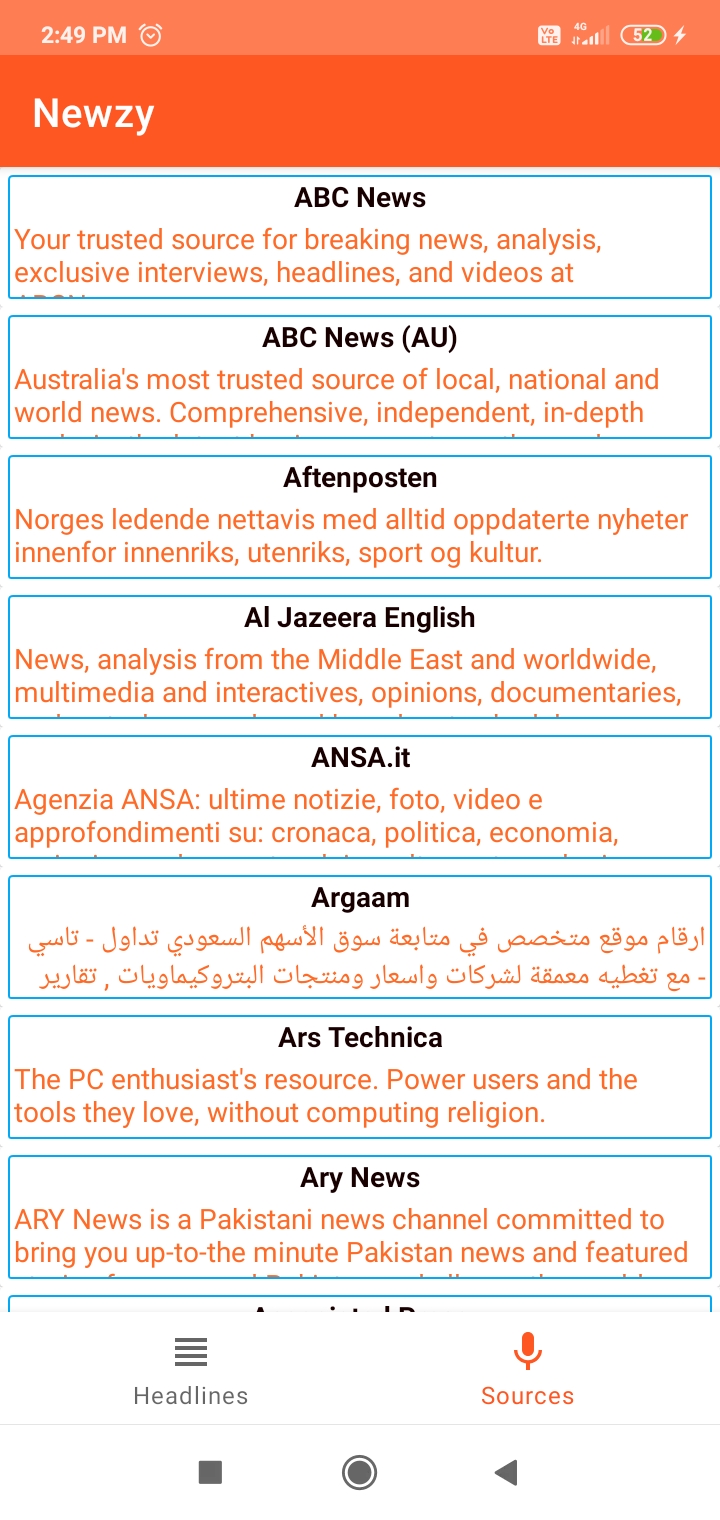 2:49 PM
Vo LTE
4G
52
Newzy
ABC News
Your trusted source for breaking news, analysis,
exclusive interviews, headlines, and videos at
ABC News (AU)
Australia's most trusted source of local, national and
world news. Comprehensive, independent, in-depth
Aftenposten
Norges ledende nettavis med alltid oppdaterte nyheter
innenfor innenriks, utenriks, sport og kultur.
Al Jazeera English
News, analysis from the Middle East and worldwide,
multimedia and interactives, opinions, documentaries,
ANSA.it
Agenzia ANSA: ultime notizie, foto, video e
approfondimenti su: cronaca, politica, economia,
Argaam
ارقام موقع متخصص في متابعة سوق الأسهم السعودي تداول - تاسي
- مع تغطيه معمقة لشركات واسعار ومنتجات البتروكيماويات , تقارير
Ars Technica
The PC enthusiast's resource. Power users and the
tools they love, without computing religion.
Ary News
ARY News is a Pakistani news channel committed to
bring you up-to-the minute Pakistan news and featured
Headlines
Sources